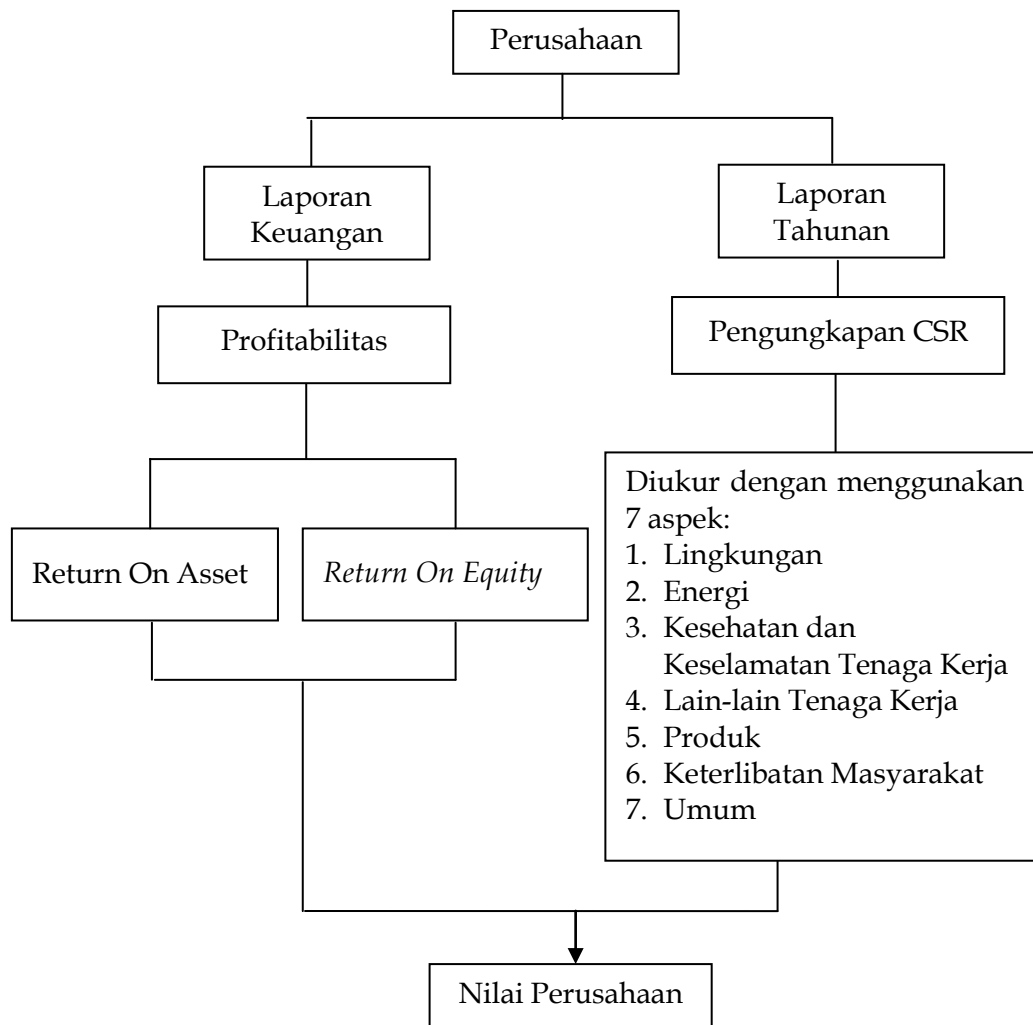 Perusahaan
Laporan
Keuangan
Laporan
Tahunan
Profitabilitas
Pengungkapan CSR
Return On Asset
Return On Equity
Diukur dengan menggunakan
7 aspek:
1. Lingkungan
2. Energi
3. Kesehatan dan
Keselamatan Tenaga Kerja
4. Lain-lain Tenaga Kerja
5. Produk
6. Keterlibatan Masyarakat
7. Umum
Nilai Perusahaan